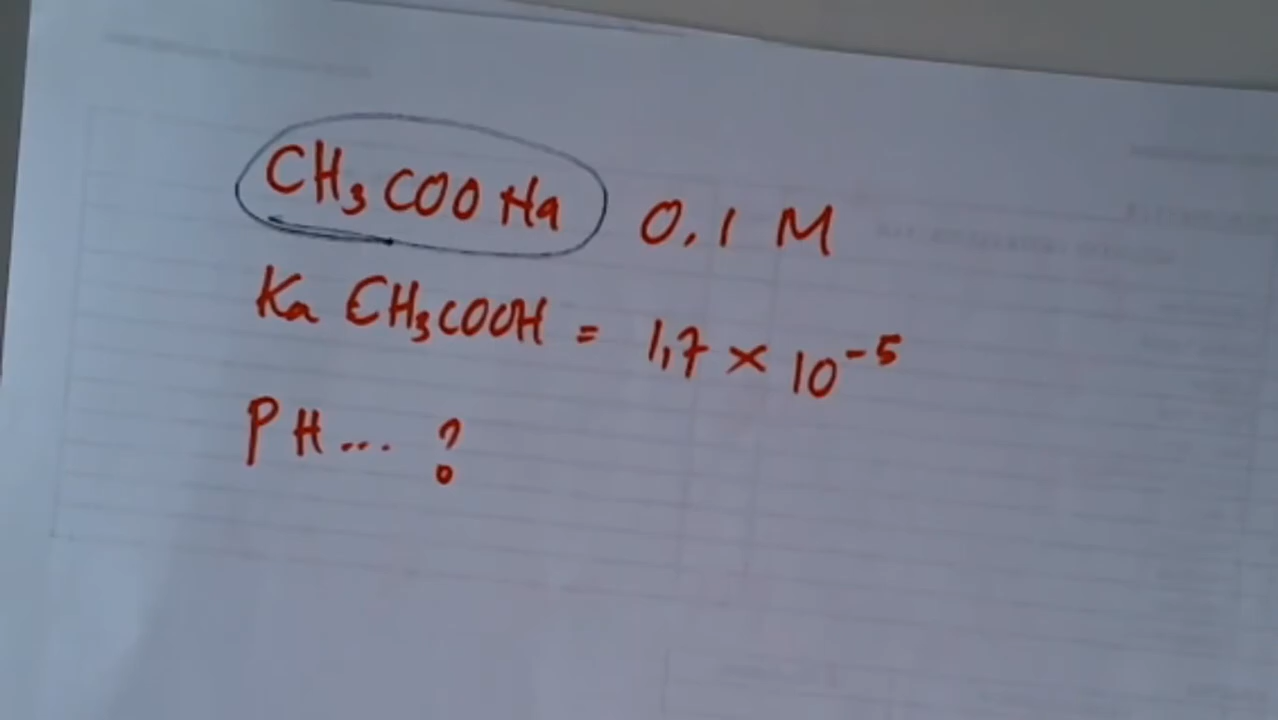 CH₃COONa 0,1 M
Ka CH₃COOH = 1,7 × 10⁻⁵
PH... ?